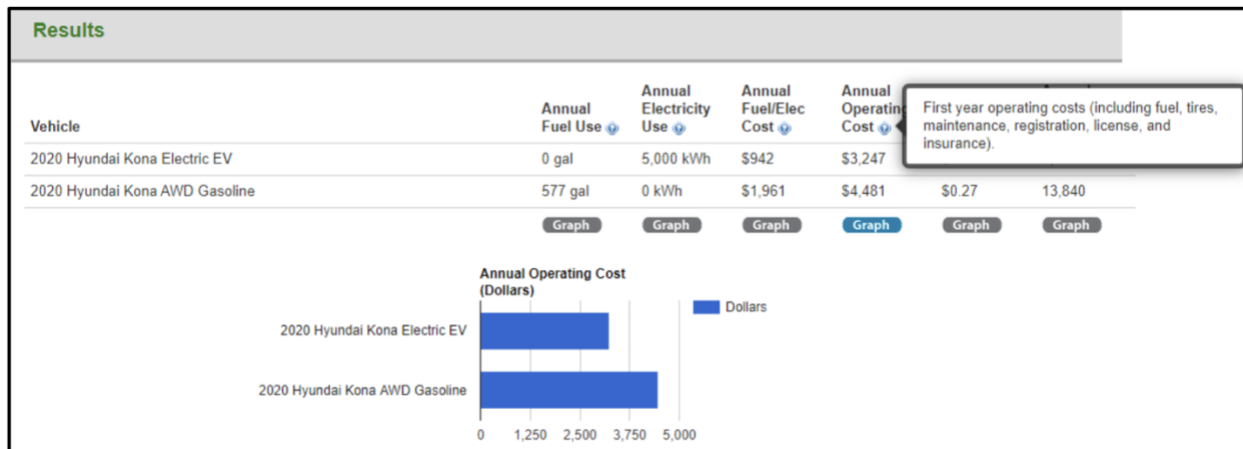 Results
Vehicle
Annual
Fuel Use
Annual
Electricity
Use
Annual
Fuel/Elec
Cost
Annual
Operating
Cost
First year operating costs (including fuel, tires,
maintenance, registration, license, and
insurance).
2020 Hyundai Kona Electric EV 0 gal 5,000 kWh $942 $3,247
2020 Hyundai Kona AWD Gasoline 577 gal 0 kWh $1,961 $4,481 $0.27 13,840
Graph Graph Graph Graph Graph Graph
Annual Operating Cost
(Dollars)
Dollars
2020 Hyundai Kona Electric EV
2020 Hyundai Kona AWD Gasoline
0 1,250 2,500 3,750 5,000